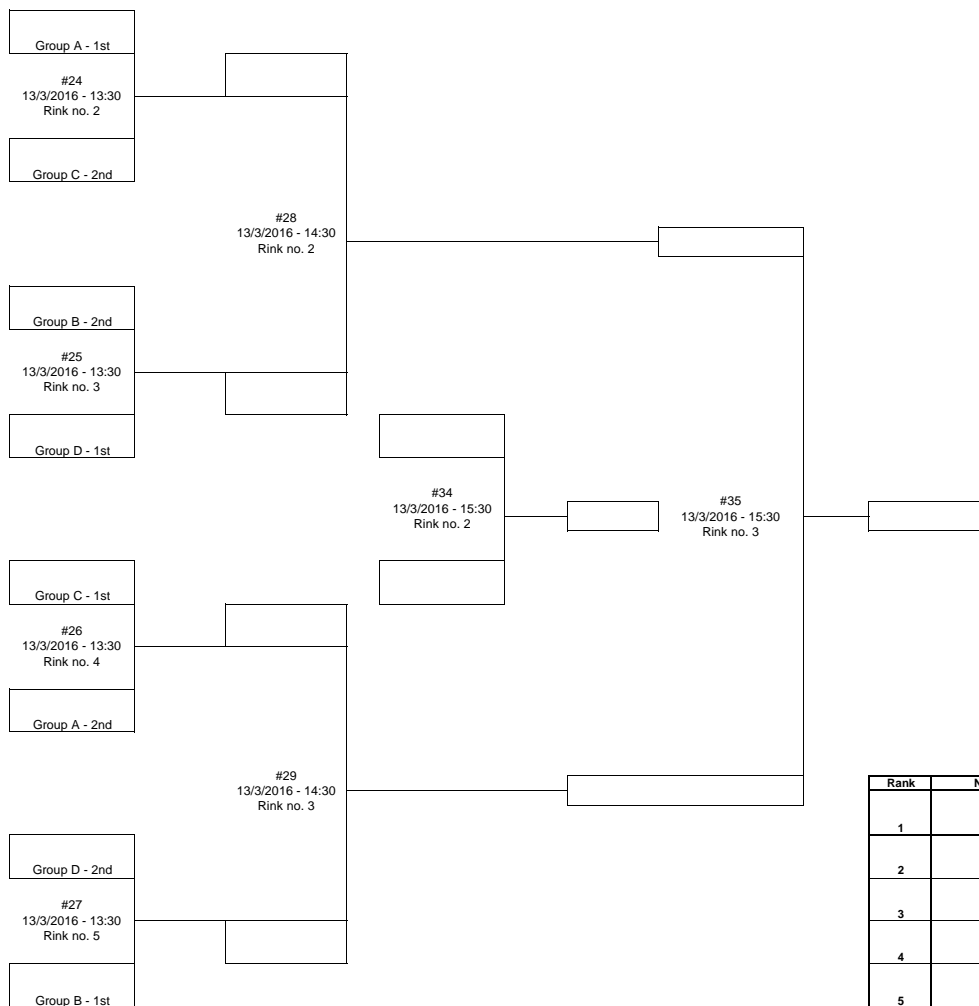 Group A - 1st
#24
13/3/2016 - 13:30
Rink no. 2
Group C - 2nd
#28
13/3/2016 - 14:30
Rink no. 2
Group B - 2nd
#25
13/3/2016 - 13:30
Rink no. 3
Group D - 1st
#34
13/3/2016 - 15:30
Rink no. 2
#35
13/3/2016 - 15:30
Rink no. 3
Group C - 1st
#26
13/3/2016 - 13:30
Rink no. 4
Group A - 2nd
#29
13/3/2016 - 14:30
Rink no. 3
Group D - 2nd
#27
13/3/2016 - 13:30
Rink no. 5
Group B - 1st
Rank
1
2
3
4
5